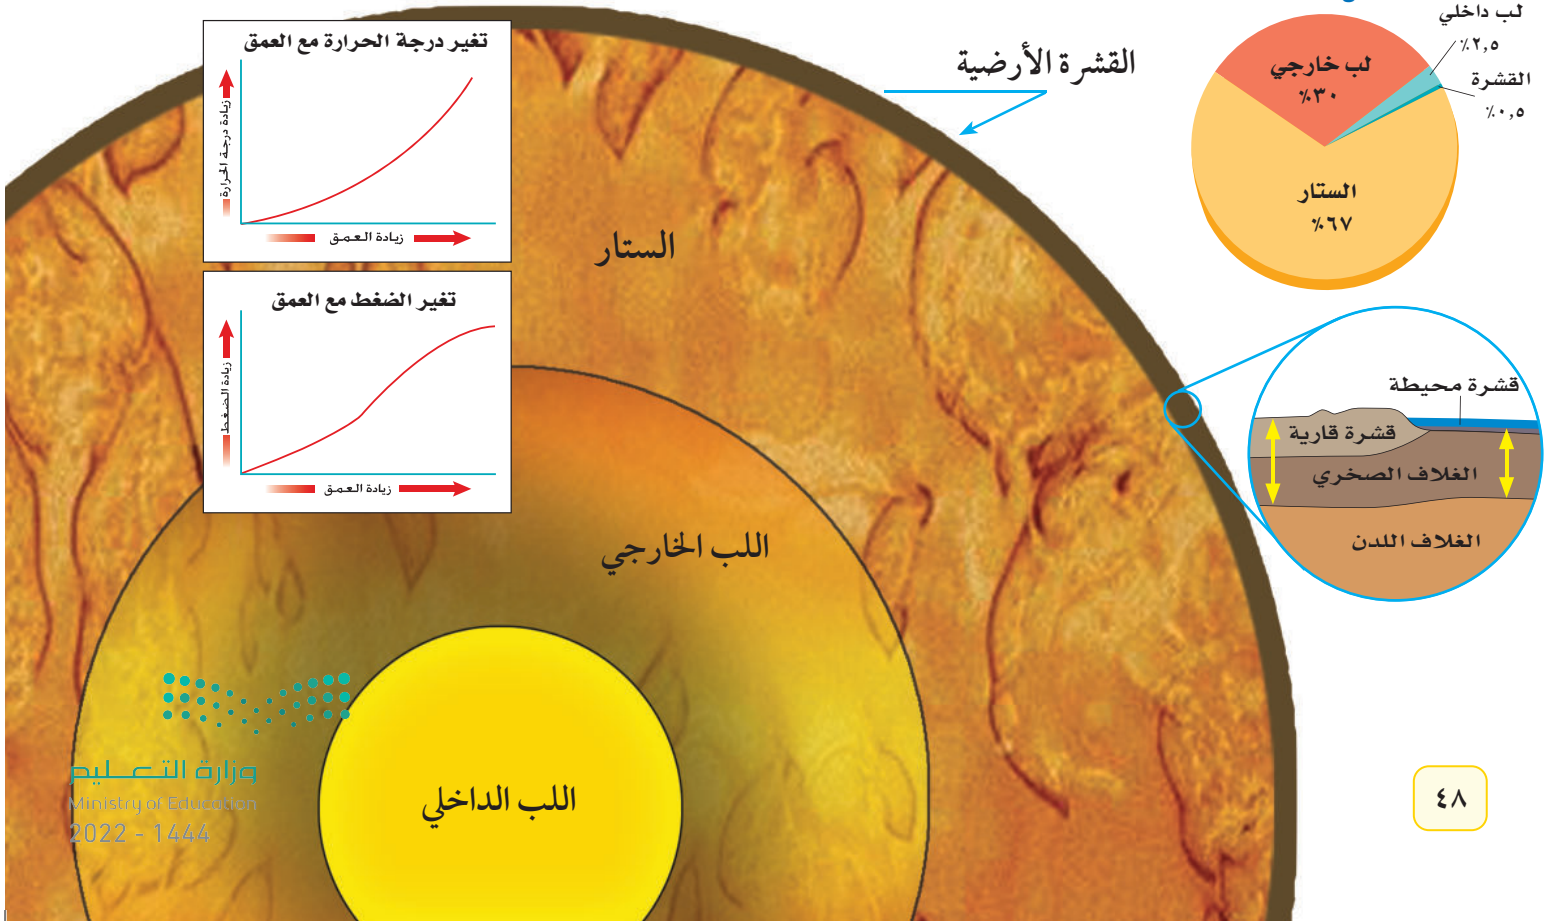 لب داخلي
٪٢,٥
القشرة
٪٠,٥
لب خارجي
٪٣٠
الستار
٪٦٧
القشرة الأرضية
تغير درجة الحرارة مع العمق
زيادة درجة الحرارة
زيادة العمق
تغير الضغط مع العمق
زيادة الضغط
زيادة العمق
الستار
قشرة محيطة
قشرة قارية
الغلاف الصخري
الغلاف اللدن
اللب الخارجي
اللب الداخلي
وزارة التعليم
Ministry of Education
2022 - 1444
٤٨